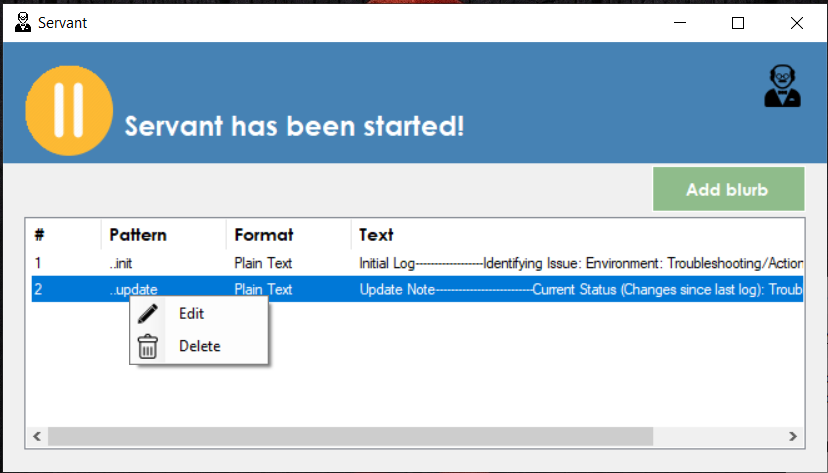 Servant
Servant has been started!
Add blurb
# Pattern Format Text
1 ..init Plain Text Initial Log------------------Identifying Issue: Environment: Troubleshooting/Action
2 ..update Plain Text Update Note--------------------------Current Status (Changes since last log): Troub
Edit
Delete